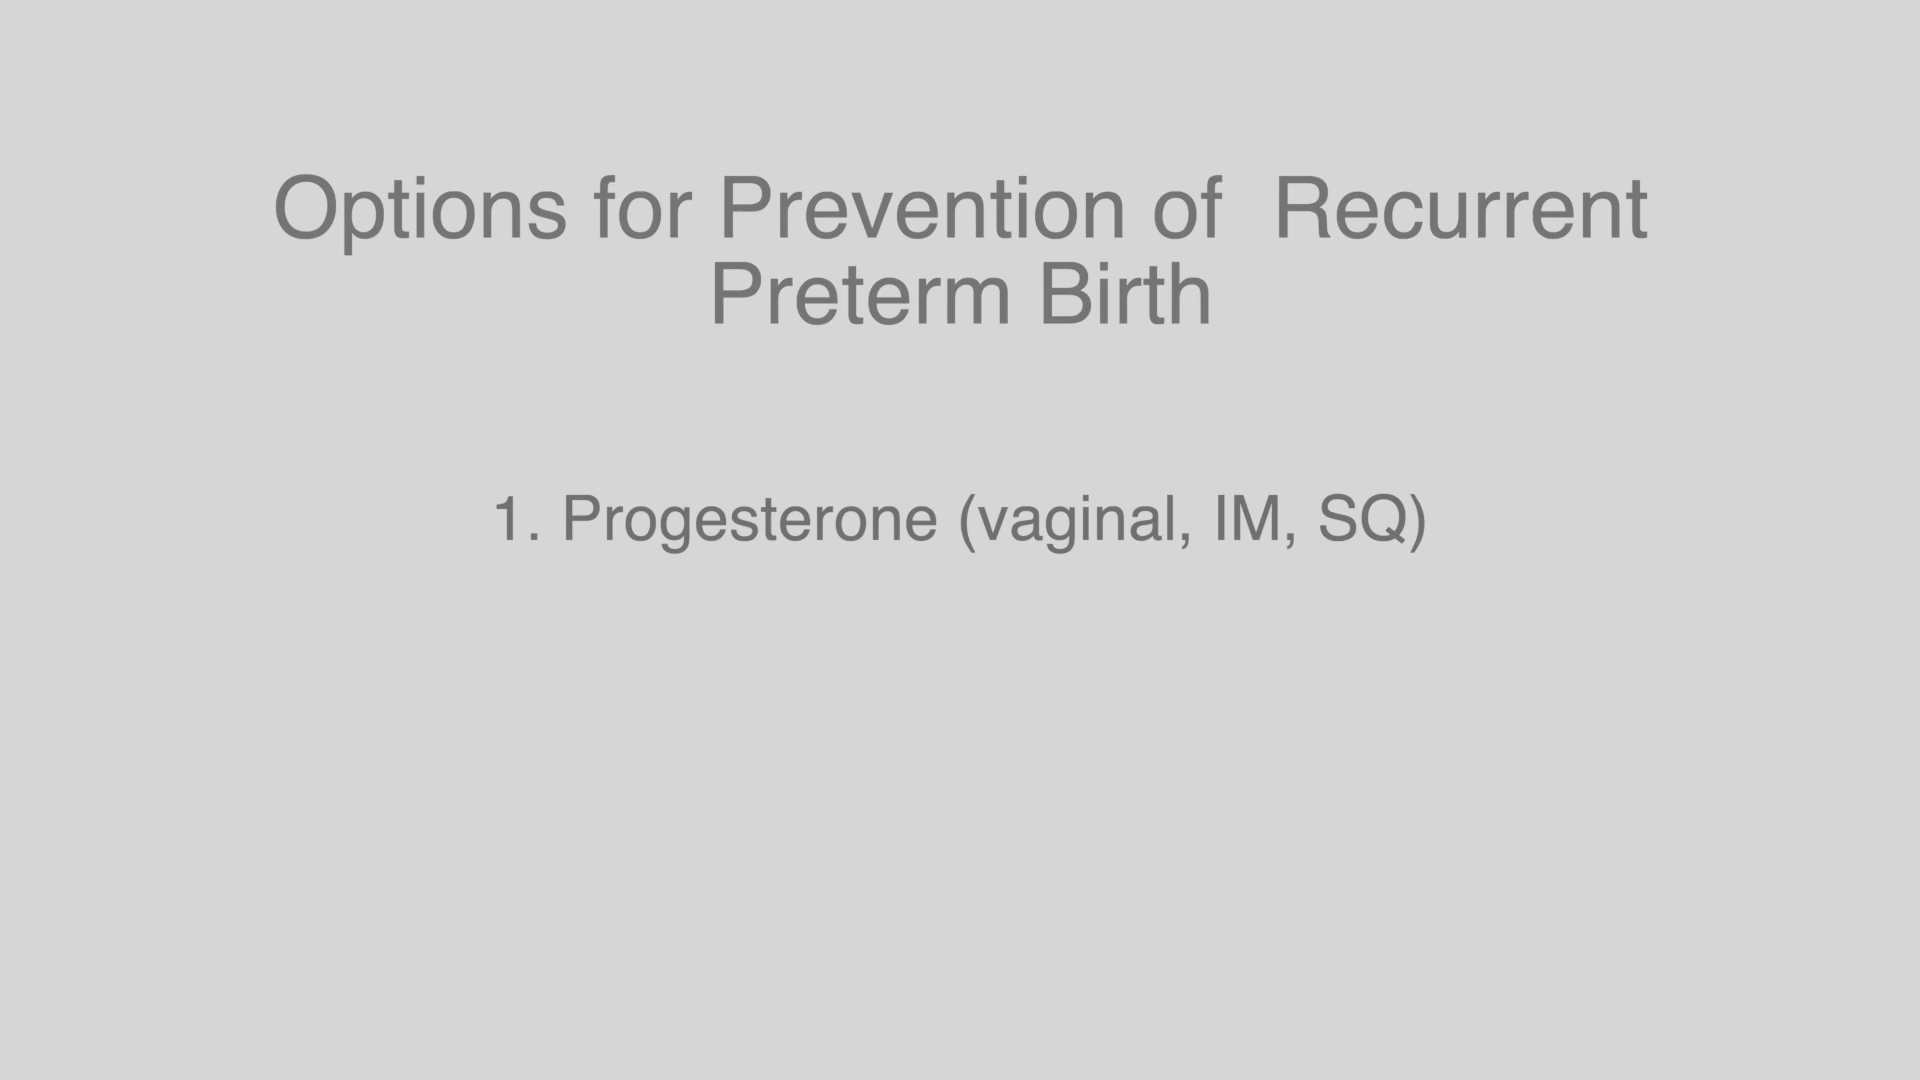 Options for Prevention of  Recurrent
Preterm Birth
1. Progesterone (vaginal, IM, SQ)